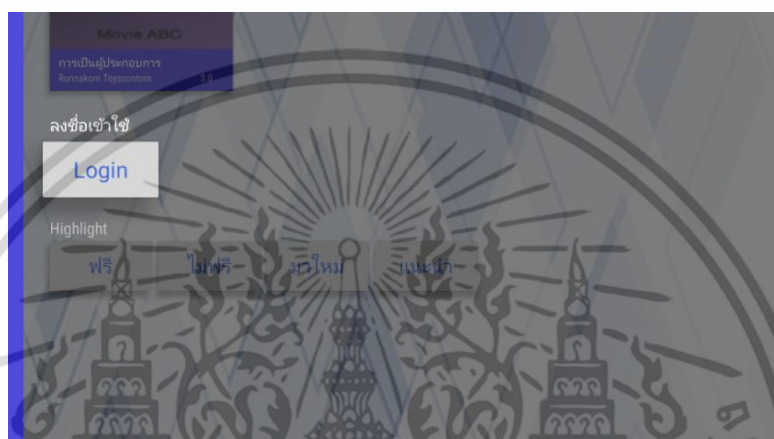 Movie ABC
การเป็นผู้ประกอบการ
Ronnakorn Toysoontorn 3.0
ลงชื่อเข้าใช้
Login
Highlight
ฟรี ไม่ฟรี มาใหม่ แนะนำ